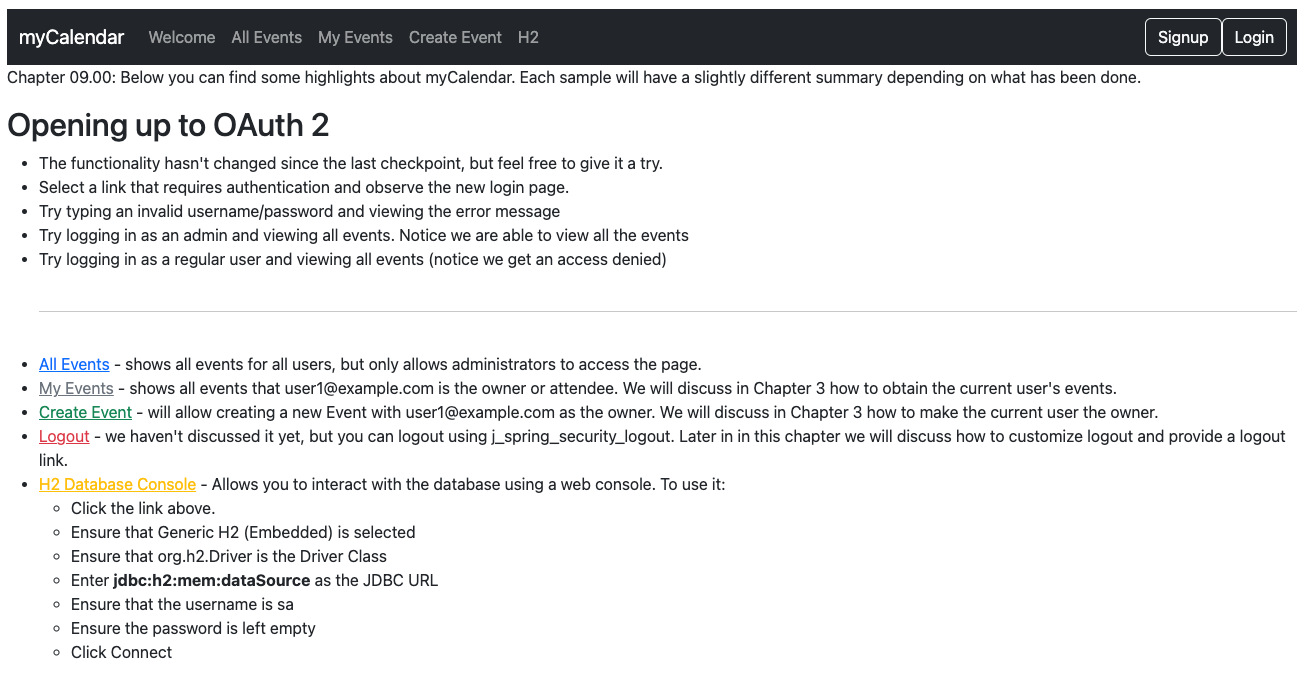 myCalendar Welcome All Events My Events Create Event H2 Signup Login
Chapter 09.00: Below you can find some highlights about myCalendar. Each sample will have a slightly different summary depending on what has been done.
Opening up to OAuth 2
• The functionality hasn't changed since the last checkpoint, but feel free to give it a try.
• Select a link that requires authentication and observe the new login page.
• Try typing an invalid username/password and viewing the error message
• Try logging in as an admin and viewing all events. Notice we are able to view all the events
• Try logging in as a regular user and viewing all events (notice we get an access denied)
• All Events - shows all events for all users, but only allows administrators to access the page.
• My Events - shows all events that user1@example.com is the owner or attendee. We will discuss in Chapter 3 how to obtain the current user's events.
• Create Event - will allow creating a new Event with user1@example.com as the owner. We will discuss in Chapter 3 how to make the current user the owner.
• Logout - we haven't discussed it yet, but you can logout using j_spring_security_logout. Later in in this chapter we will discuss how to customize logout and provide a logout
link.
• H2 Database Console - Allows you to interact with the database using a web console. To use it:
◦ Click the link above.
◦ Ensure that Generic H2 (Embedded) is selected
◦ Ensure that org.h2.Driver is the Driver Class
◦ Enter jdbc:h2:mem:dataSource as the JDBC URL
◦ Ensure that the username is sa
◦ Ensure the password is left empty
◦ Click Connect